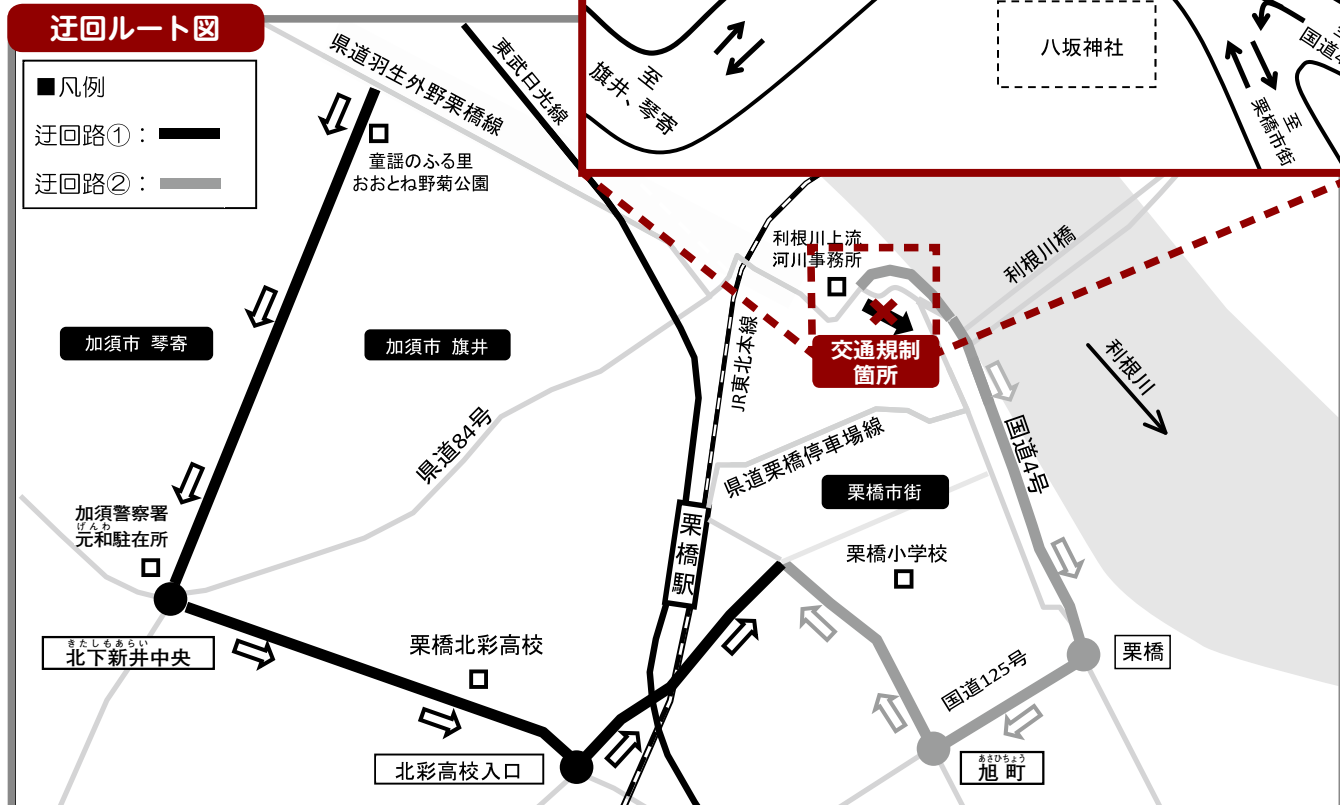 迂回ルート図
■凡例
迂回路①：
迂回路②：
県道羽生外野栗橋線
東武日光線
至
旗井、琴寄
八坂神社
至
栗橋市街
童謡のふる里
おおとね野菊公園
利根川上流
河川事務所
利根川橋
加須市 琴寄
加須市 旗井
JR東北本線
交通規制
箇所
利根川
県道84号
県道栗橋停車場線
国道4号
栗橋市街
加須警察署
げんわ
元和駐在所
栗橋駅
栗橋小学校
きたしもあらい
北下新井中央
栗橋北彩高校
栗橋
国道125号
北彩高校入口
あさひちょう
旭町